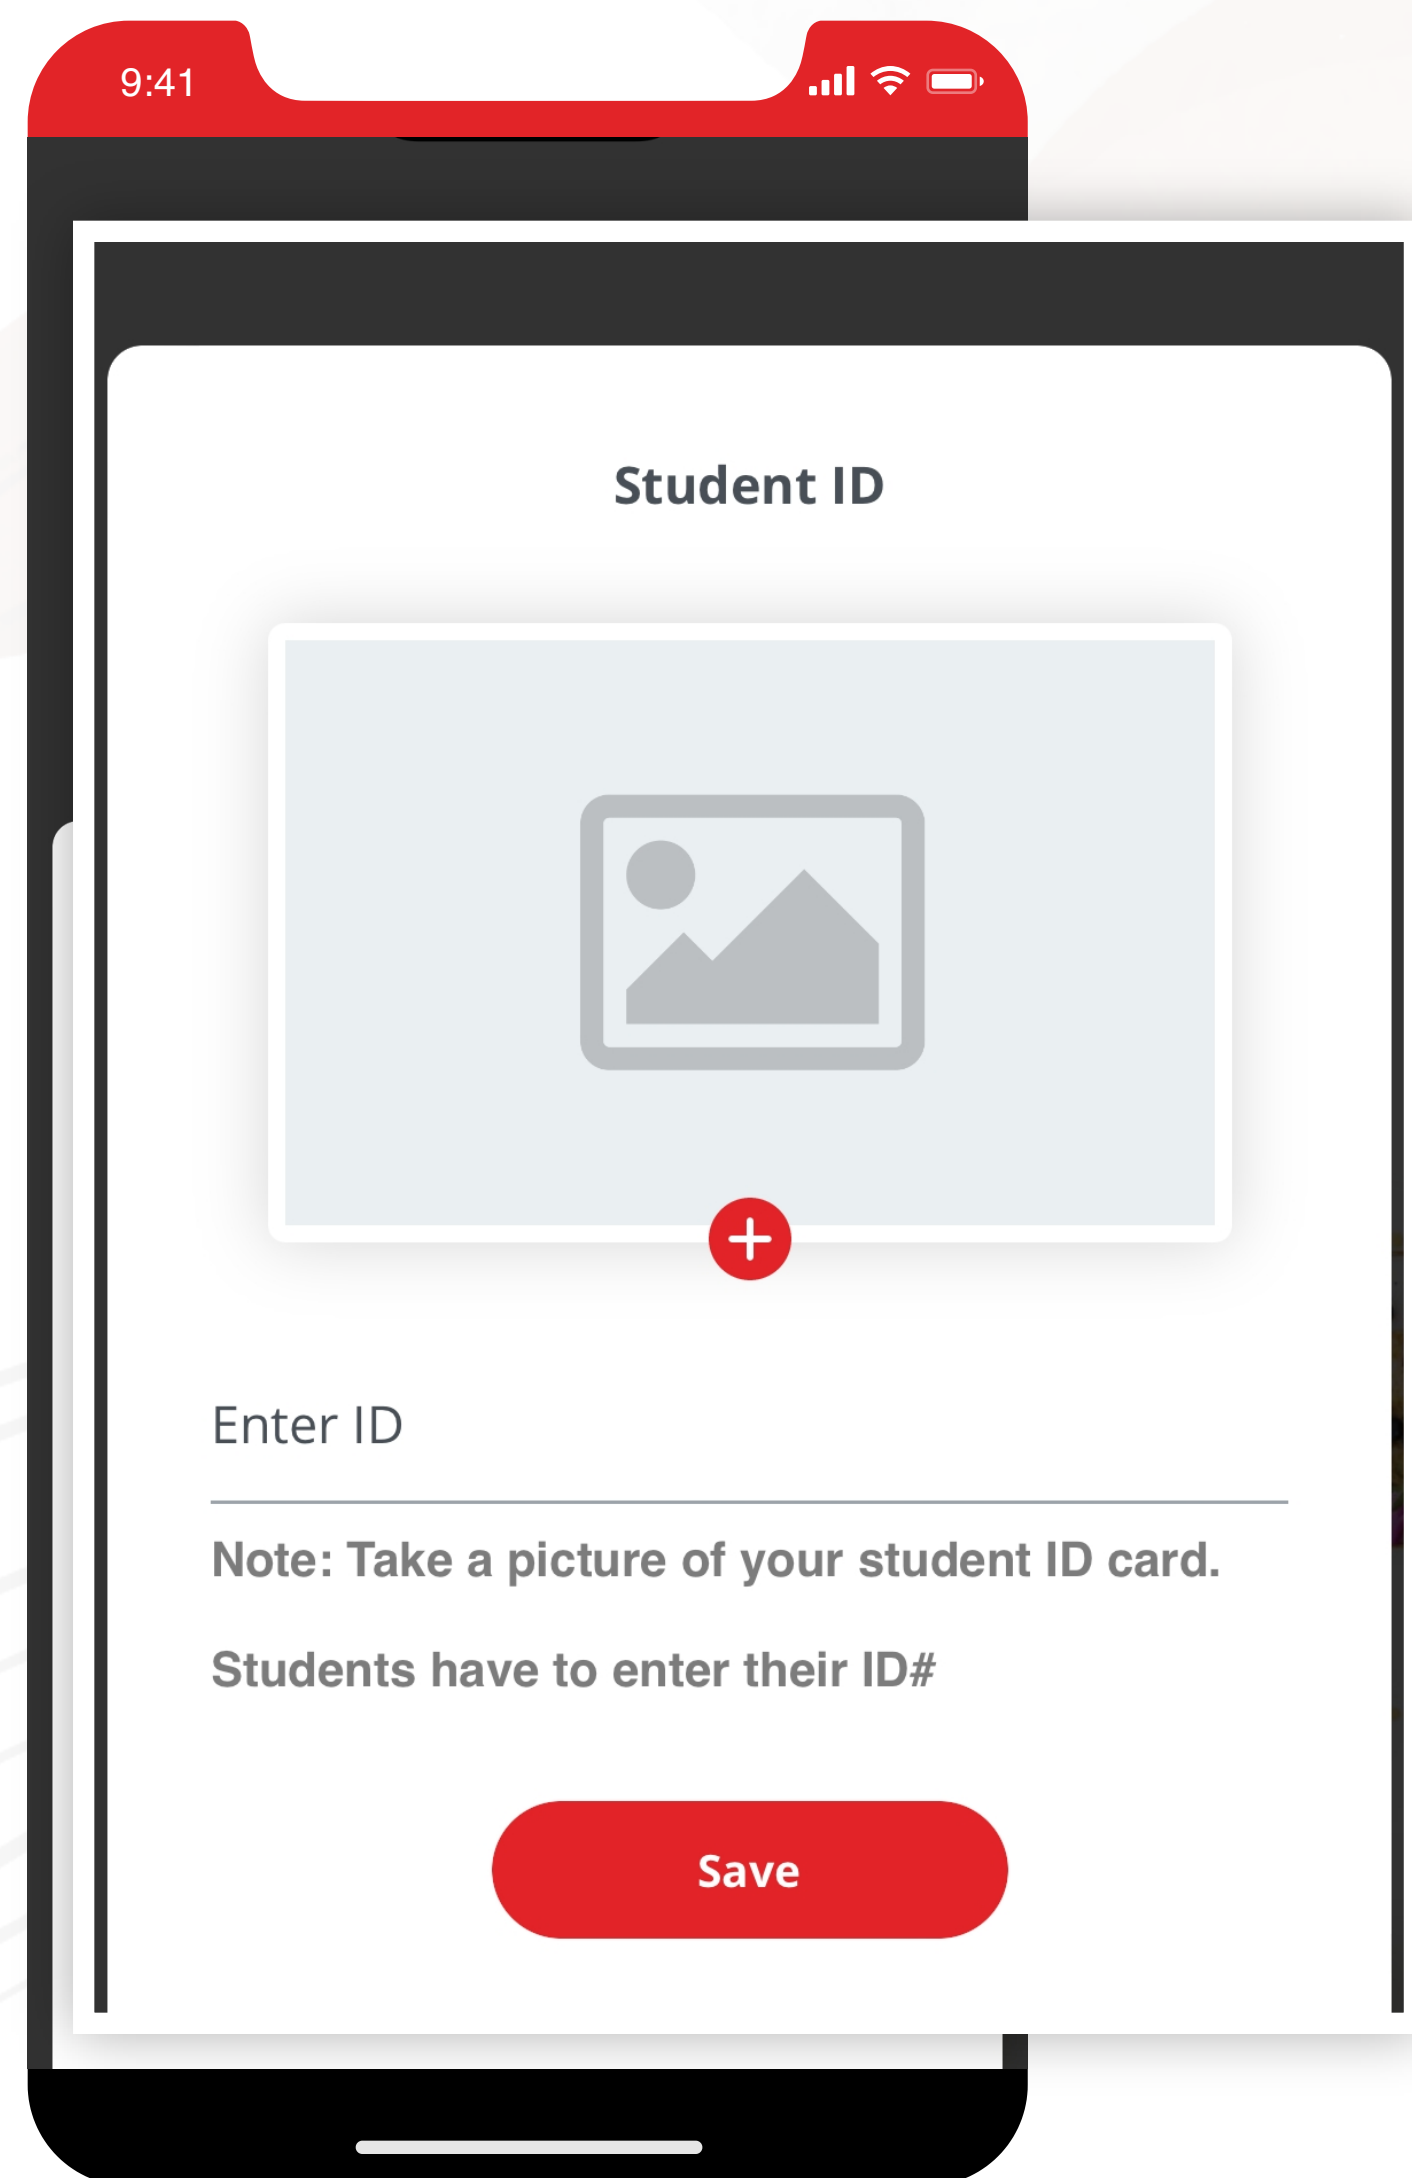 9:41
Student ID
Enter ID
Note: Take a picture of your student ID card.
Students have to enter their ID#
Save